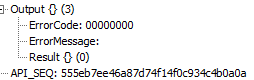 Output {} (3)
ErrorCode: 00000000
ErrorMessage:
Result {} (0)
API_SEQ: 555eb7ee46a87d74f14f0c934c4b0a0a